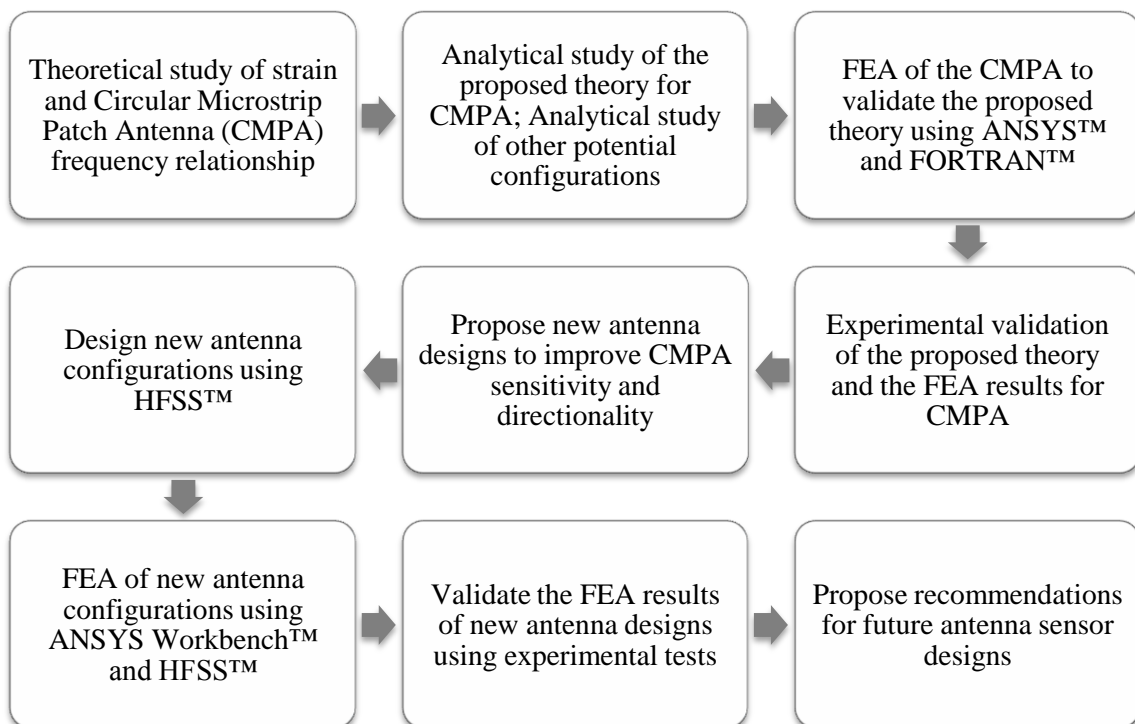 Theoretical study of strain
and Circular Microstrip
Patch Antenna (CMPA)
frequency relationship
Analytical study of the
proposed theory for
CMPA; Analytical study
of other potential
configurations
FEA of the CMPA to
validate the proposed
theory using ANSYS™
and FORTRAN™
Experimental validation
of the proposed theory
and the FEA results for
CMPA
Propose new antenna
designs to improve CMPA
sensitivity and
directionality
Design new antenna
configurations using
HFSS™
FEA of new antenna
configurations using
ANSYS Workbench™
and HFSS™
Validate the FEA results
of new antenna designs
using experimental tests
Propose recommendations
for future antenna sensor
designs